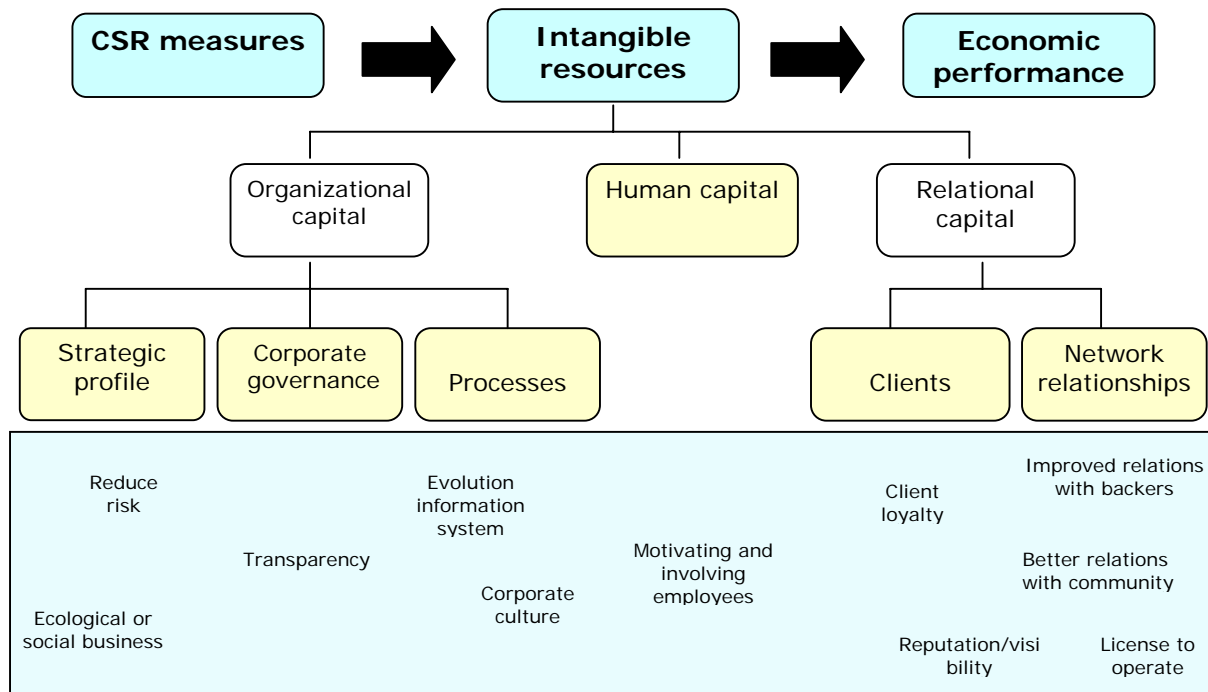 CSR measures
Intangible
resources
Economic
performance
Organizational
capital
Human capital
Relational
capital
Strategic
profile
Corporate
governance
Processes
Clients
Network
relationships
Reduce
risk
Ecological or
social business
Transparency
Evolution
information
system
Corporate
culture
Motivating and
involving
employees
Client
loyalty
Reputation/visi
bility
Improved relations
with backers
Better relations
with community
License to
operate